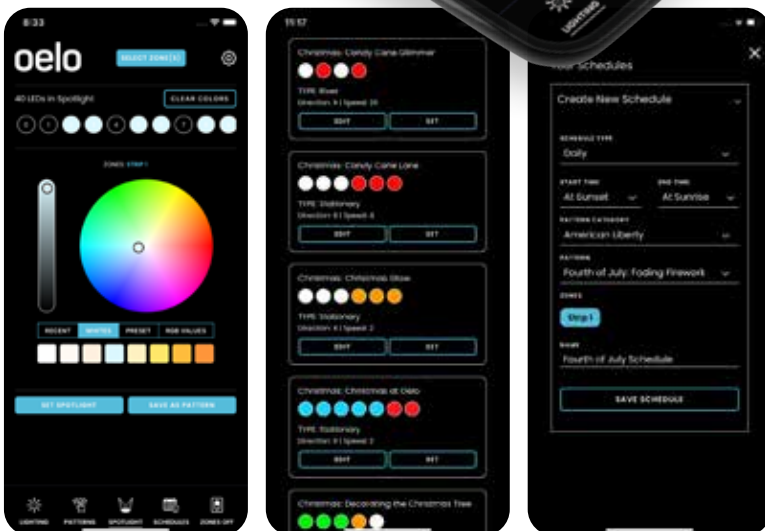 8:33
oelo
SELECT ZONE(S)
40 LEDs in Spotlight
CLEAR COLORS
ZONES: STRIP 1
RECENT WHITES PRESET RGB VALUES
SET SPOTLIGHT SAVE AS PATTERN
LIGHTING PATTERNS SPOTLIGHT SCHEDULES ZONES OFF
11:17
Christmas: Candy Cane Glimmer
TYPE: River
EDIT SET
Christmas: Candy Cane Lane
TYPE: Stationary
EDIT SET
Christmas: Christmas
TYPE: Stationary
EDIT SET
Christmas: Christmas at Oelo
TYPE: Stationary
EDIT SET
Christmas: Decorating the Christmas Tree
LIGHTING
Your Schedules
Create New Schedule
SCHEDULE TYPE
Daily
START TIME END TIME
At Sunset At Sunrise
PATTERN CATEGORY
American Liberty
PATTERN
Fourth of July: Fading Firework
ZONES
Strip 1
NAME
Fourth of July Schedule
SAVE SCHEDULE